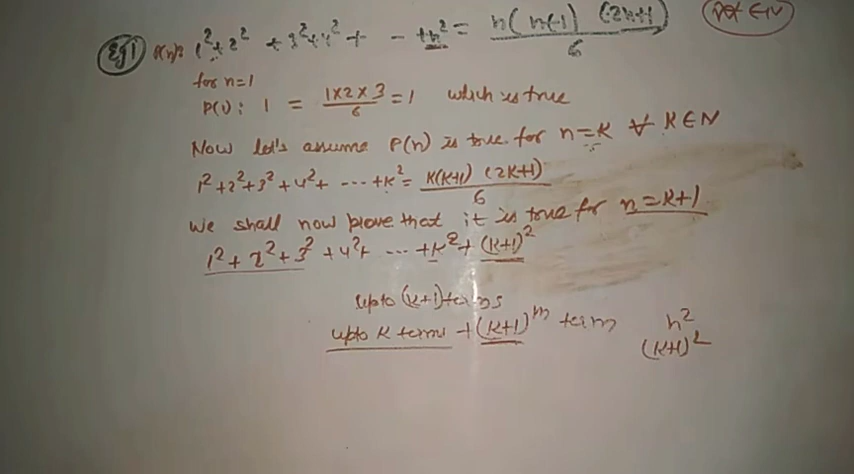 Eg 1 P(n): 1²+2²+3²+4²+ - +n² = n(n+1) (2n+1)/6
for n=1
P(1): 1 = 1×2×3/6 = 1 which is true
Now let's assume P(n) is true for n=K ∀ K∈N
1²+2²+3²+4²+ ... +K² = K(K+1) (2K+1)/6
We shall now prove that it is true for n=K+1
1²+2²+3²+4²+ ... +K²+(K+1)²
upto (K+1) terms
upto K terms + (K+1)th term n²
(K+1)²